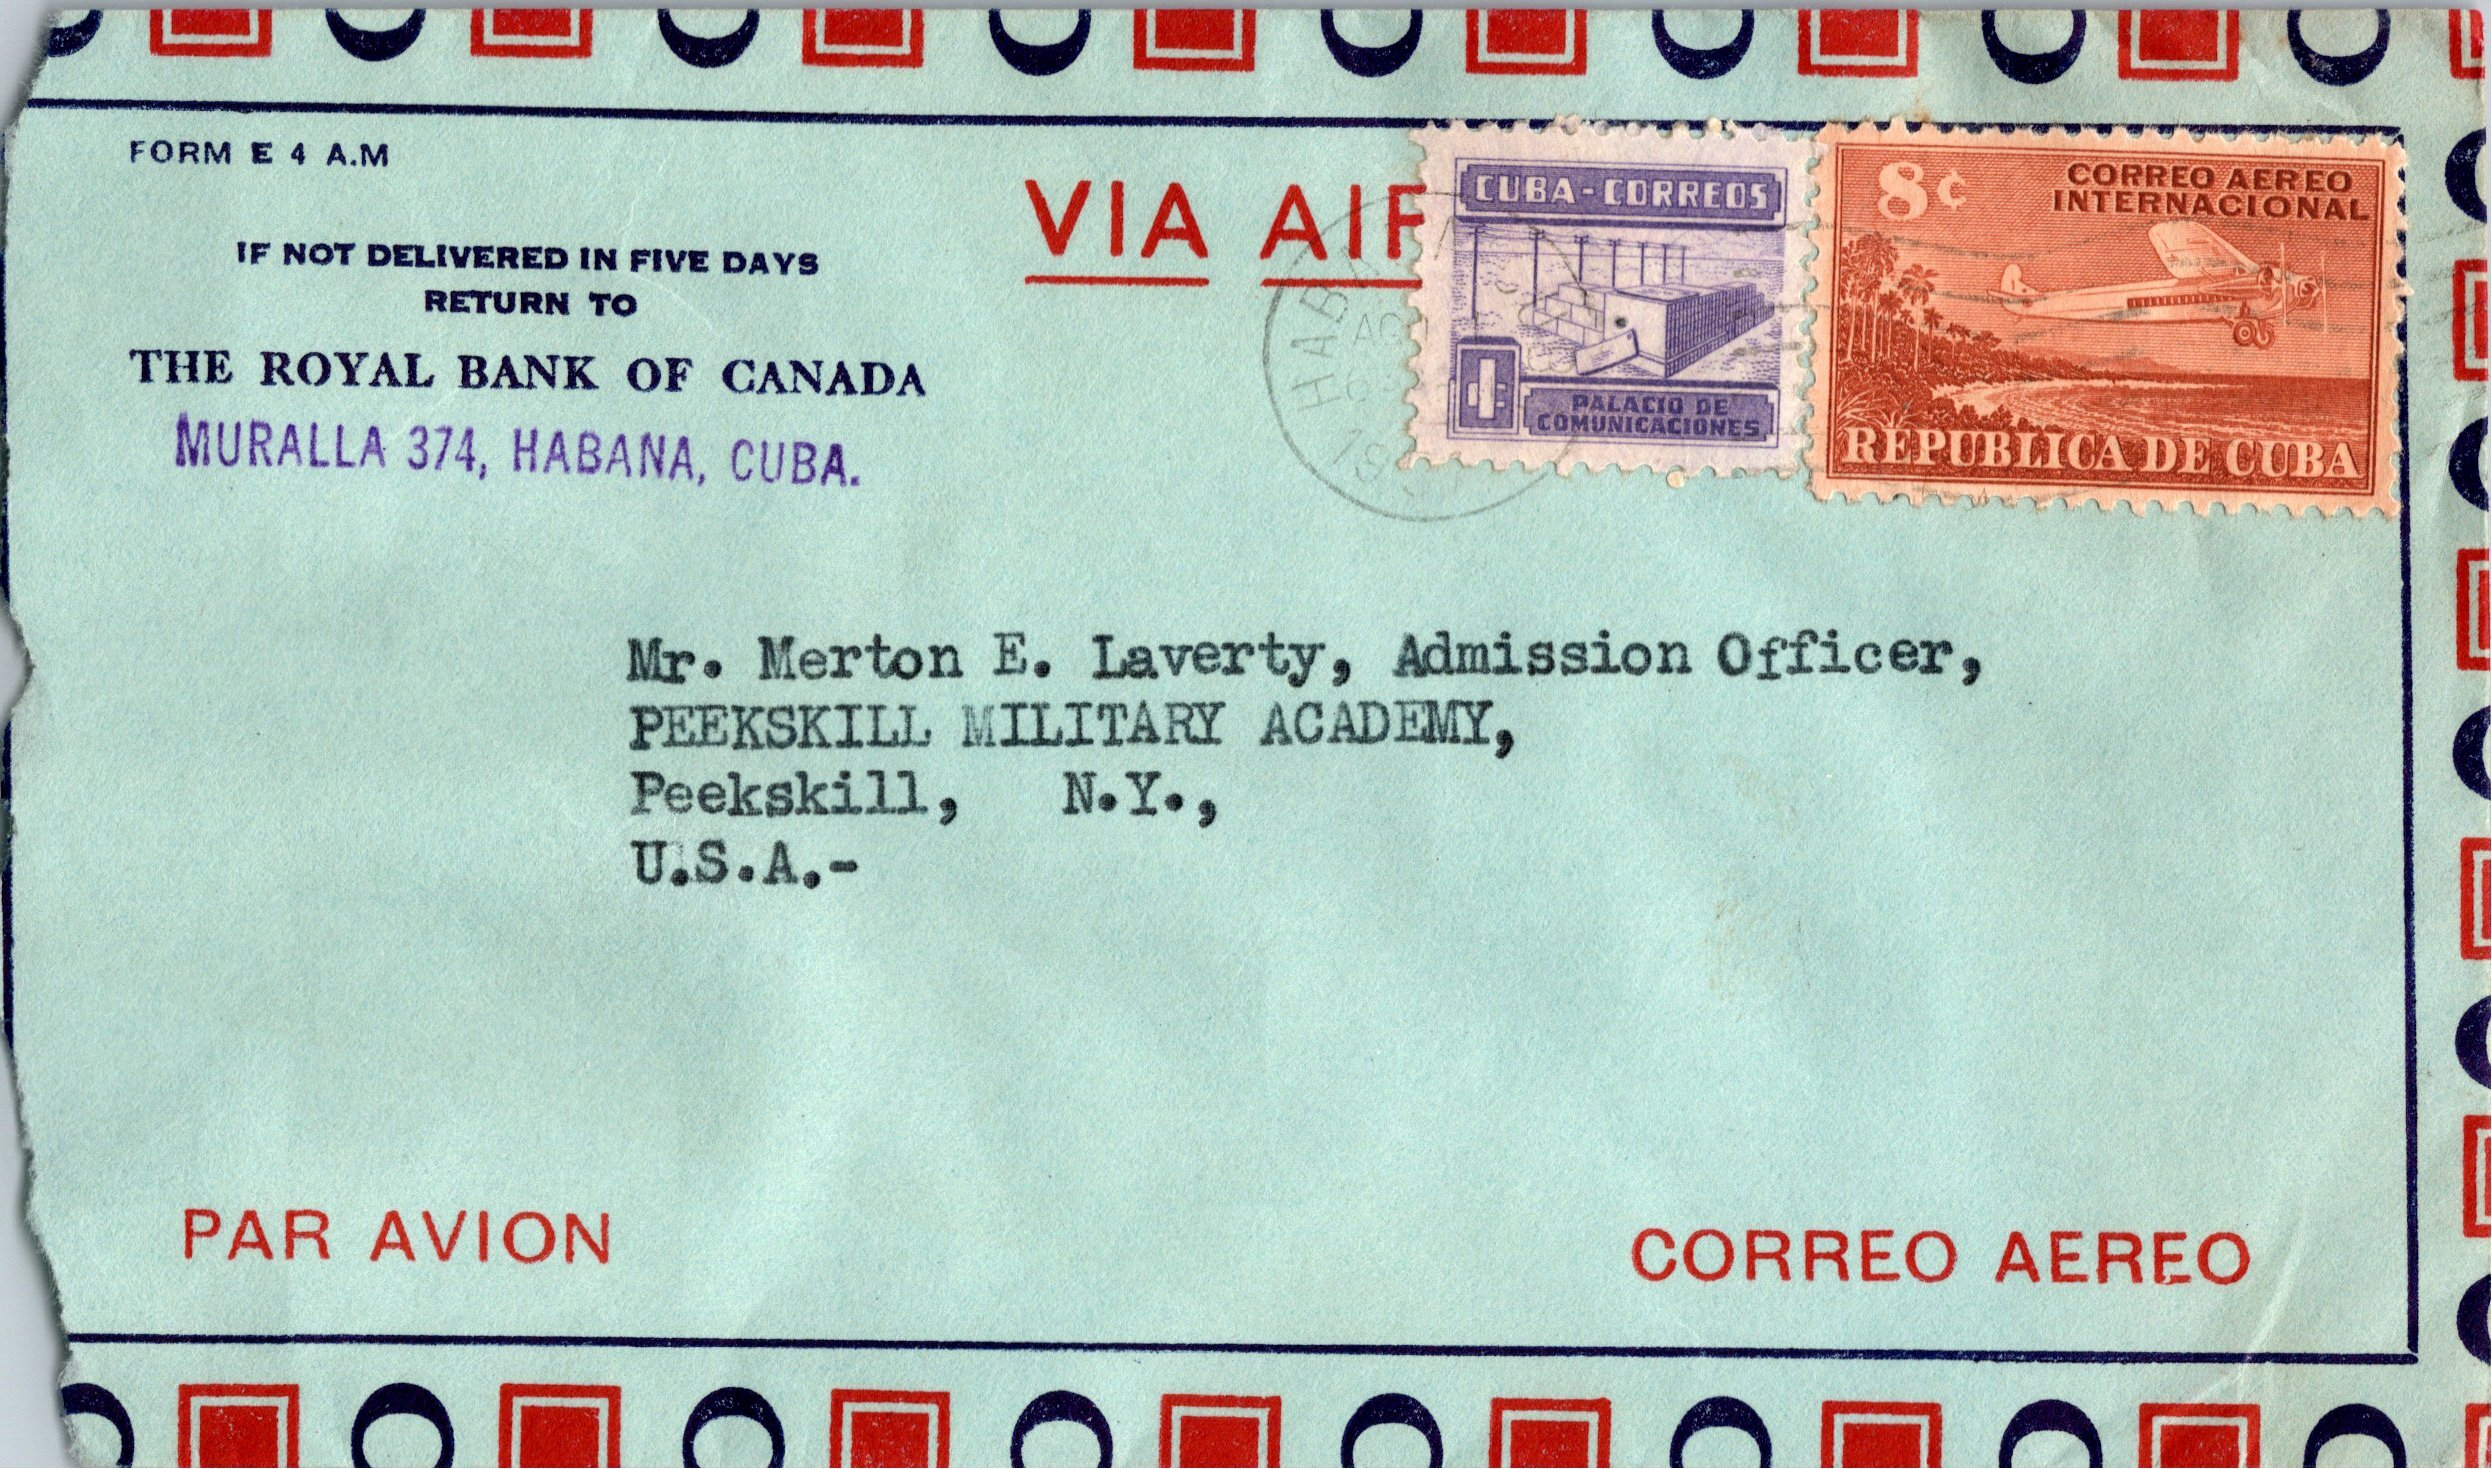 FORM E 4 A.M
IF NOT DELIVERED IN FIVE DAYS
RETURN TO
THE ROYAL BANK OF CANADA
MURALLA 374, HABANA, CUBA.
VIA AIR
HABANA
CUBA-CORREOS
1¢
PALACIO DE
COMUNICACIONES
8¢
CORREO AEREO
INTERNACIONAL
REPUBLICA DE CUBA
Mr. Merton E. Laverty, Admission Officer,
PEEKSKILL MILITARY ACADEMY,
Peekskill, N.Y.,
U.S.A.-
PAR AVION
CORREO AEREO